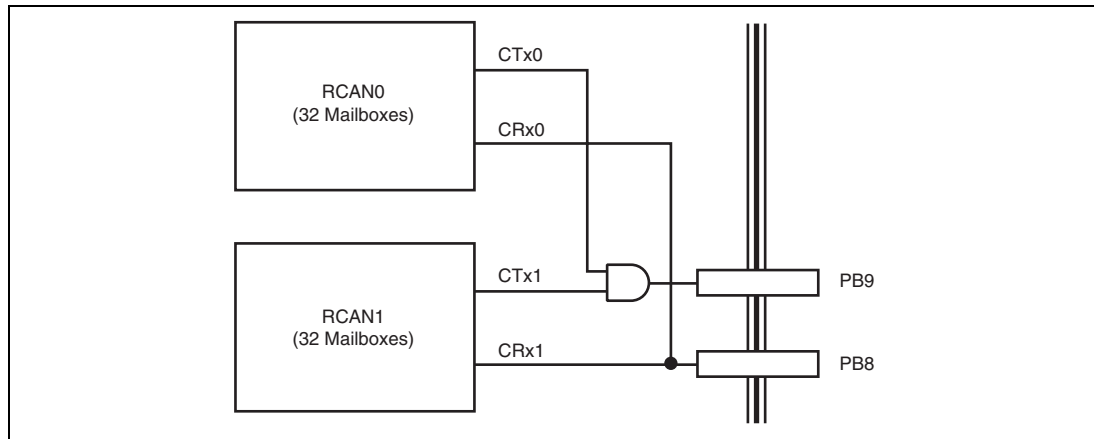 CTx0
RCAN0
(32 Mailboxes)
CRx0
CTx1
PB9
RCAN1
(32 Mailboxes)
CRx1
PB8